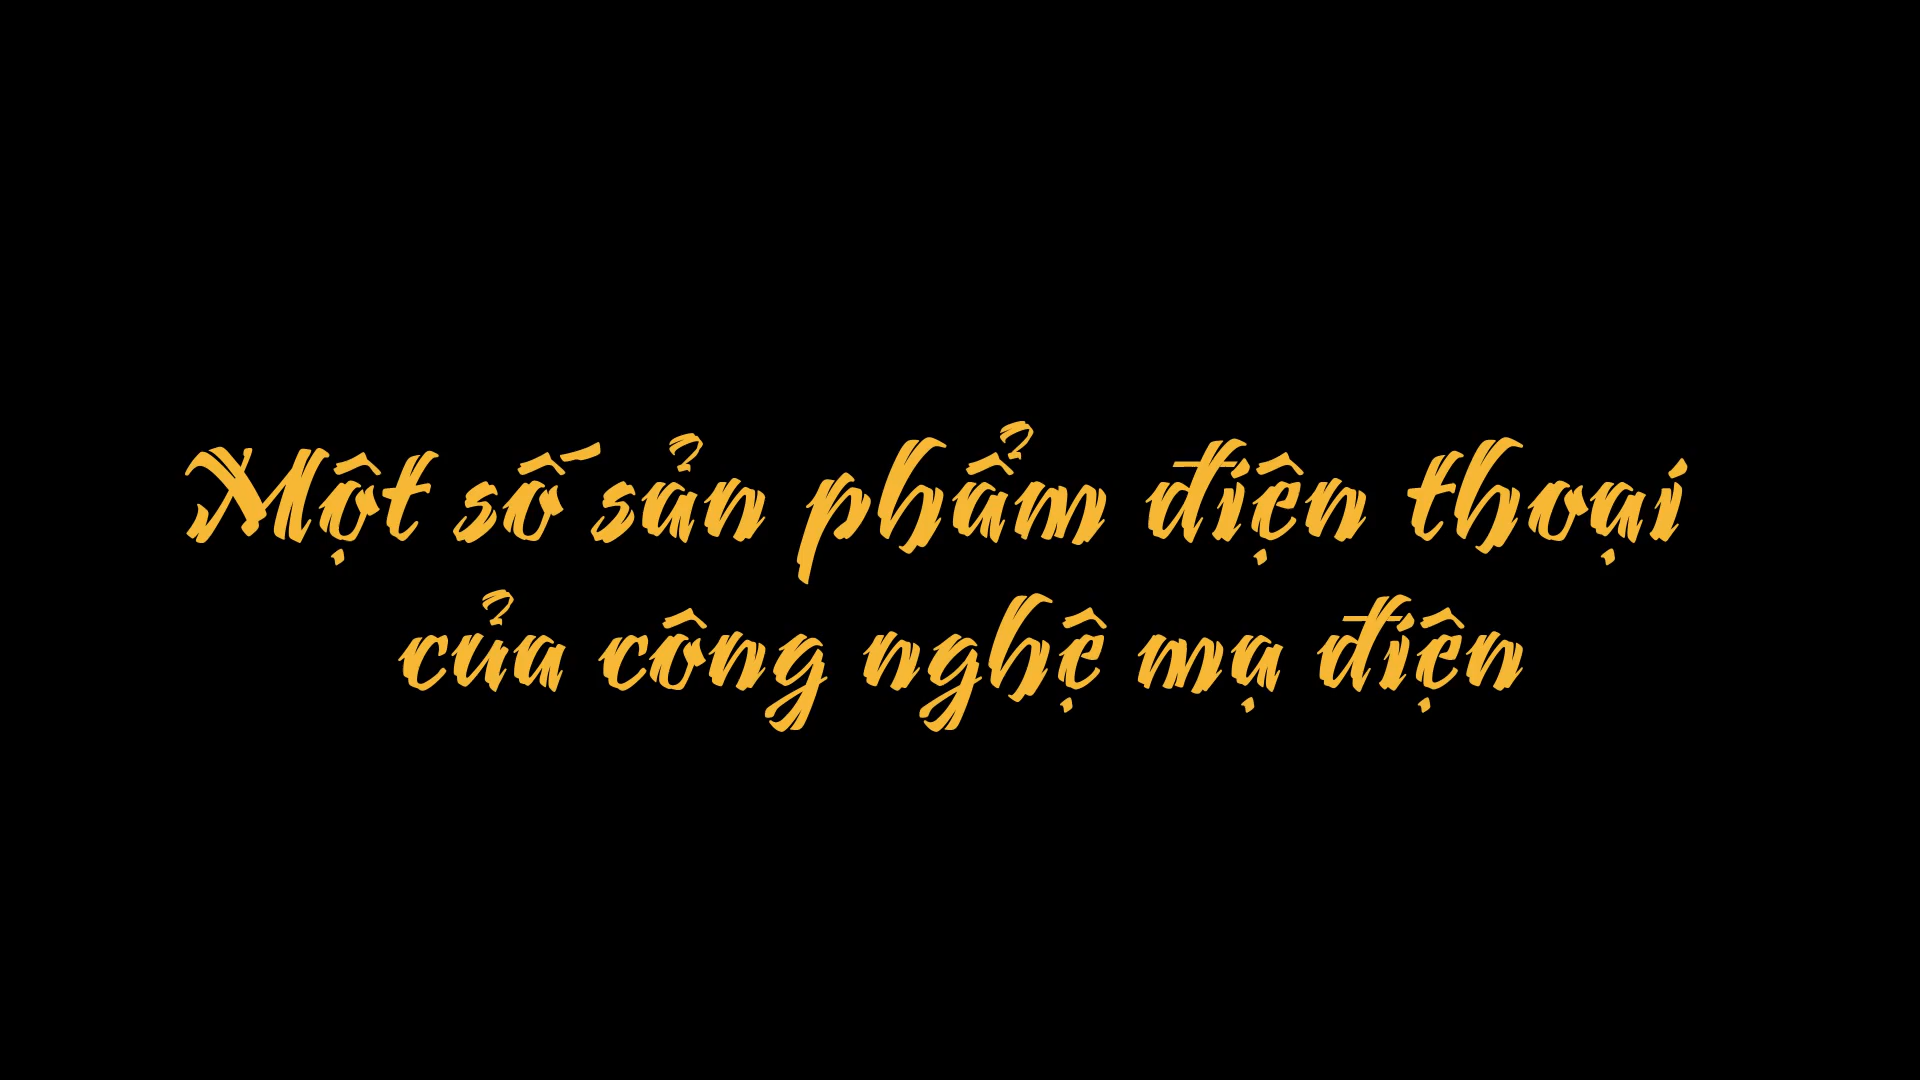 Một số sản phẩm điện thoại
của công nghệ mạ điện